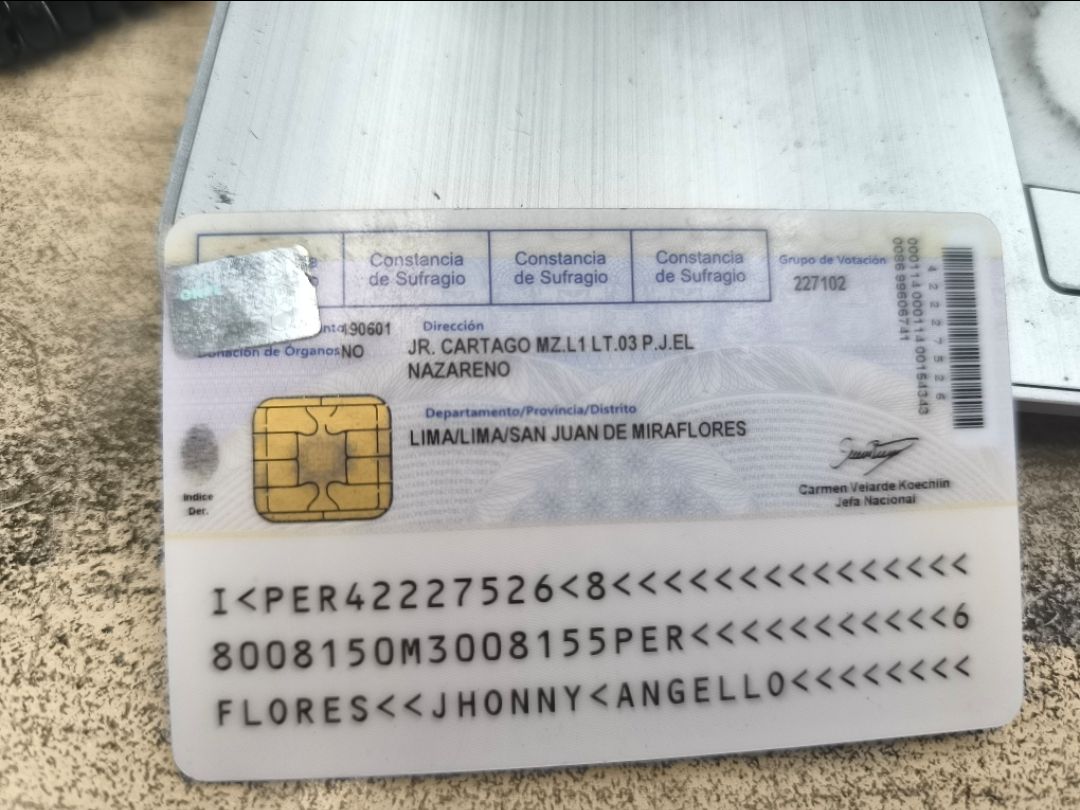 Constancia
de Sufragio
Constancia
de Sufragio
Constancia
de Sufragio
Grupo de Votación
227102
190601
Donación de Órganos NO
Dirección
JR. CARTAGO MZ.L1 LT.03 P.J.EL
NAZARENO
Departamento/Provincia/Distrito
LIMA/LIMA/SAN JUAN DE MIRAFLORES
Indice
Der.
Carmen Velarde Koechlin
Jefa Nacional
42227526
I<PER42227526<8<<<<<<<<<<<<<<<
8008150M3008155PER<<<<<<<<<<<6
FLORES<<JHONNY<ANGELLO<<<<<<<<